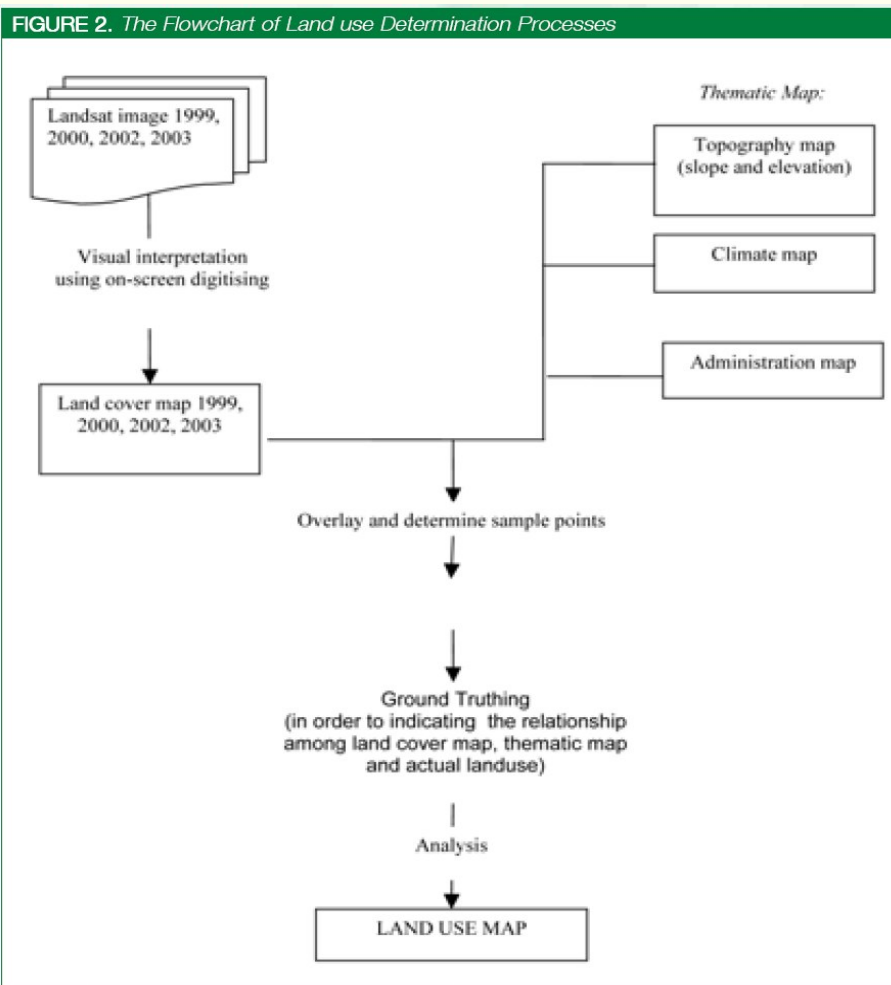 FIGURE 2. The Flowchart of Land use Determination Processes
Landsat image 1999,
2000, 2002, 2003
Visual interpretation
using on-screen digitising
Land cover map 1999,
2000, 2002, 2003
Thematic Map:
Topography map
(slope and elevation)
Climate map
Administration map
Overlay and determine sample points
Ground Truthing
(in order to indicating the relationship
among land cover map, thematic map
and actual landuse)
Analysis
LAND USE MAP